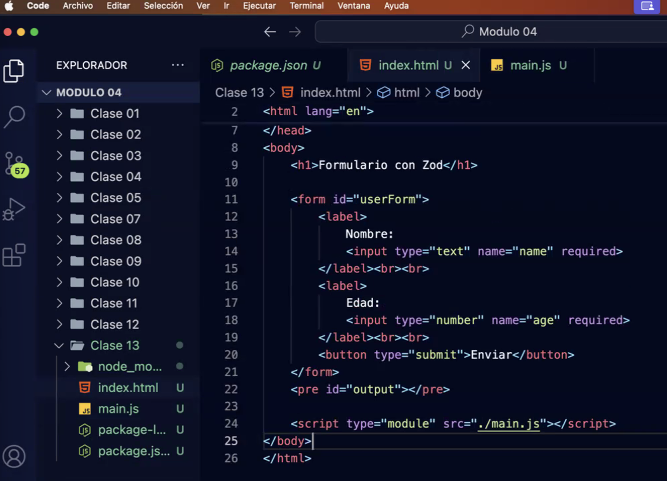 Code Archivo Editar Selección Ver Ir Ejecutar Terminal Ventana Ayuda
Modulo 04
EXPLORADOR ...
package.json U
index.html U
JS main.js U
MODULO 04
Clase 13 > index.html > html > body
Clase 01
Clase 02
Clase 03
Clase 04
Clase 05
Clase 07
Clase 08
Clase 09
Clase 10
Clase 11
Clase 12
Clase 13
node_mo...
index.html U
JS main.js U
package-l... U
package.js... U
57
2 <html lang="en">
7 </head>
8 <body>
9 <h1>Formulario con Zod</h1>
10
11 <form id="userForm">
12 <label>
13 Nombre:
14 <input type="text" name="name" required>
15 </label><br><br>
16 <label>
17 Edad:
18 <input type="number" name="age" required>
19 </label><br><br>
20 <button type="submit">Enviar</button>
21 </form>
22 <pre id="output"></pre>
23
24 <script type="module" src="./main.js"></script>
25 </body>
26 </html>